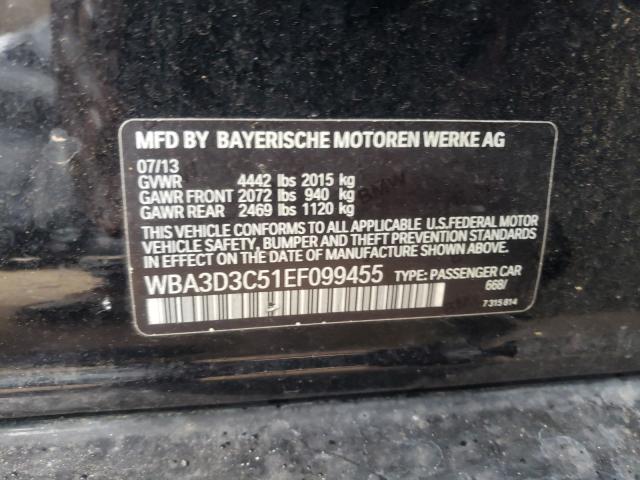 MFD BY BAYERISCHE MOTOREN WERKE AG
07/13
GVWR 4442 lbs 2015 kg
GAWR FRONT 2072 lbs 940 kg
GAWR REAR 2469 lbs 1120 kg
THIS VEHICLE CONFORMS TO ALL APPLICABLE U.S.FEDERAL MOTOR
VEHICLE SAFETY, BUMPER AND THEFT PREVENTION STANDARDS
IN EFFECT ON THE DATE OF MANUFACTURE SHOWN ABOVE.
WBA3D3C51EF099455 TYPE: PASSENGER CAR
668/
7 315 814
BMW